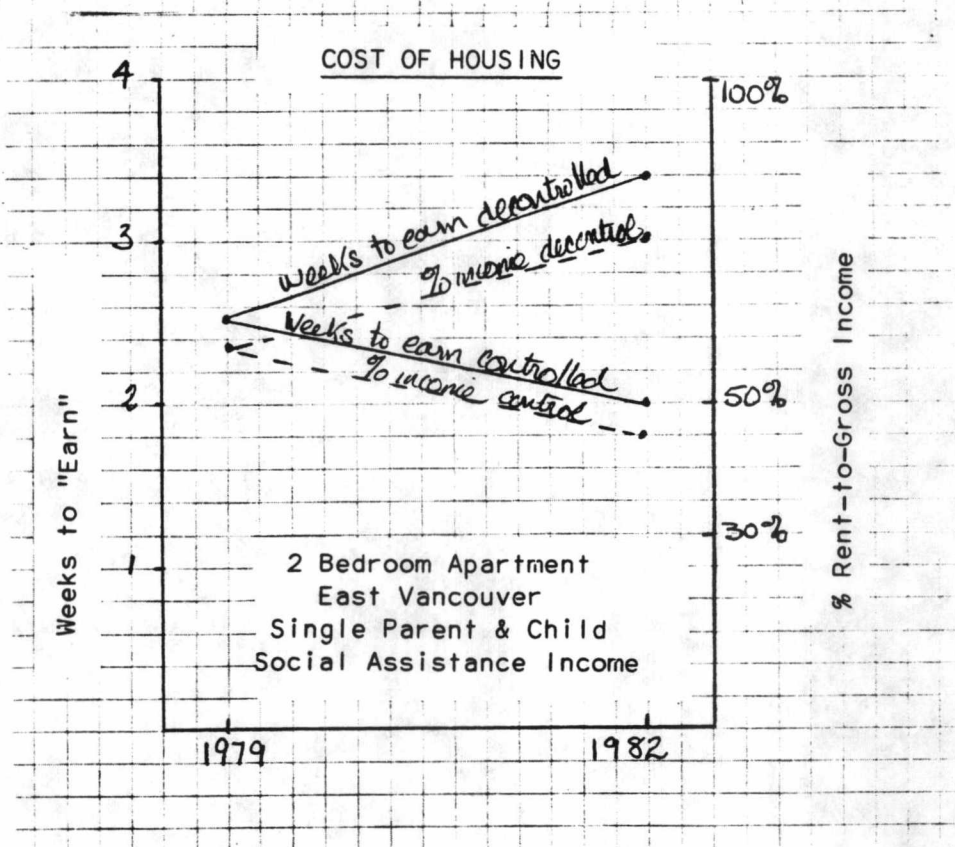 COST OF HOUSING
4
100%
weeks to earn decontrolled
3
% income decontrol
Weeks to earn controlled
% income control
2
50%
30%
1
Weeks to "Earn"
% Rent-to-Gross Income
2 Bedroom Apartment
East Vancouver
Single Parent & Child
Social Assistance Income
1979
1982